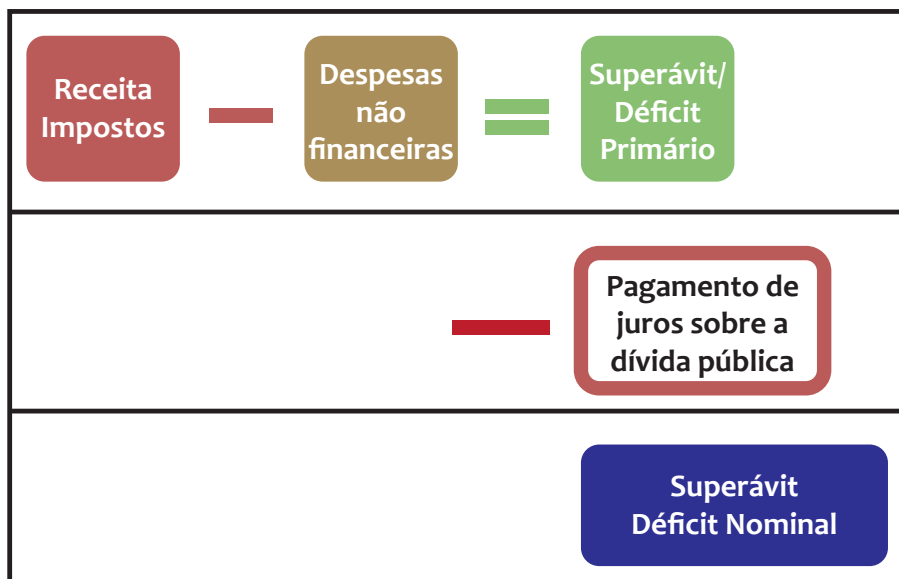 Receita
Impostos
Despesas
não
financeiras
Superávit/
Déficit
Primário
Pagamento de
juros sobre a
dívida pública
Superávit
Déficit Nominal